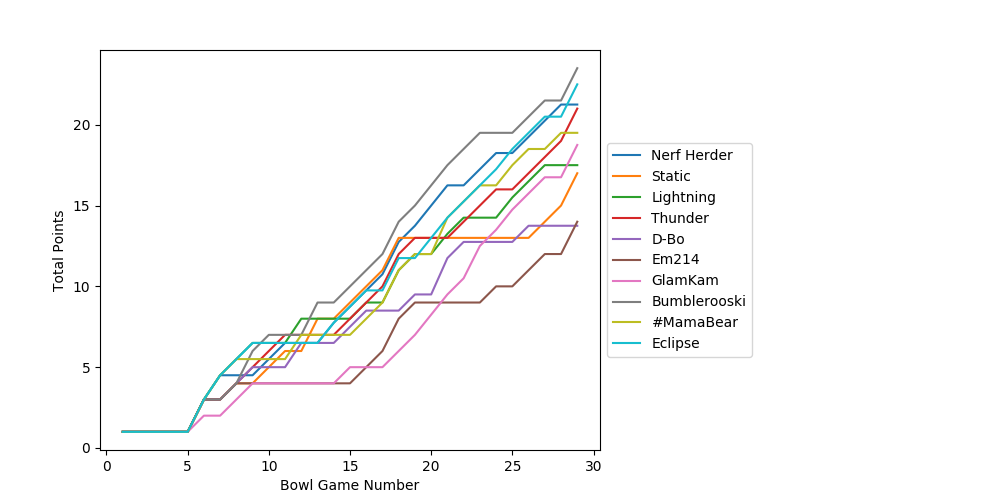 20
15
10
5
0
Total Points
0 5 10 15 20 25 30
Bowl Game Number
Nerf Herder
Static
Lightning
Thunder
D-Bo
Em214
GlamKam
Bumblerooski
#MamaBear
Eclipse